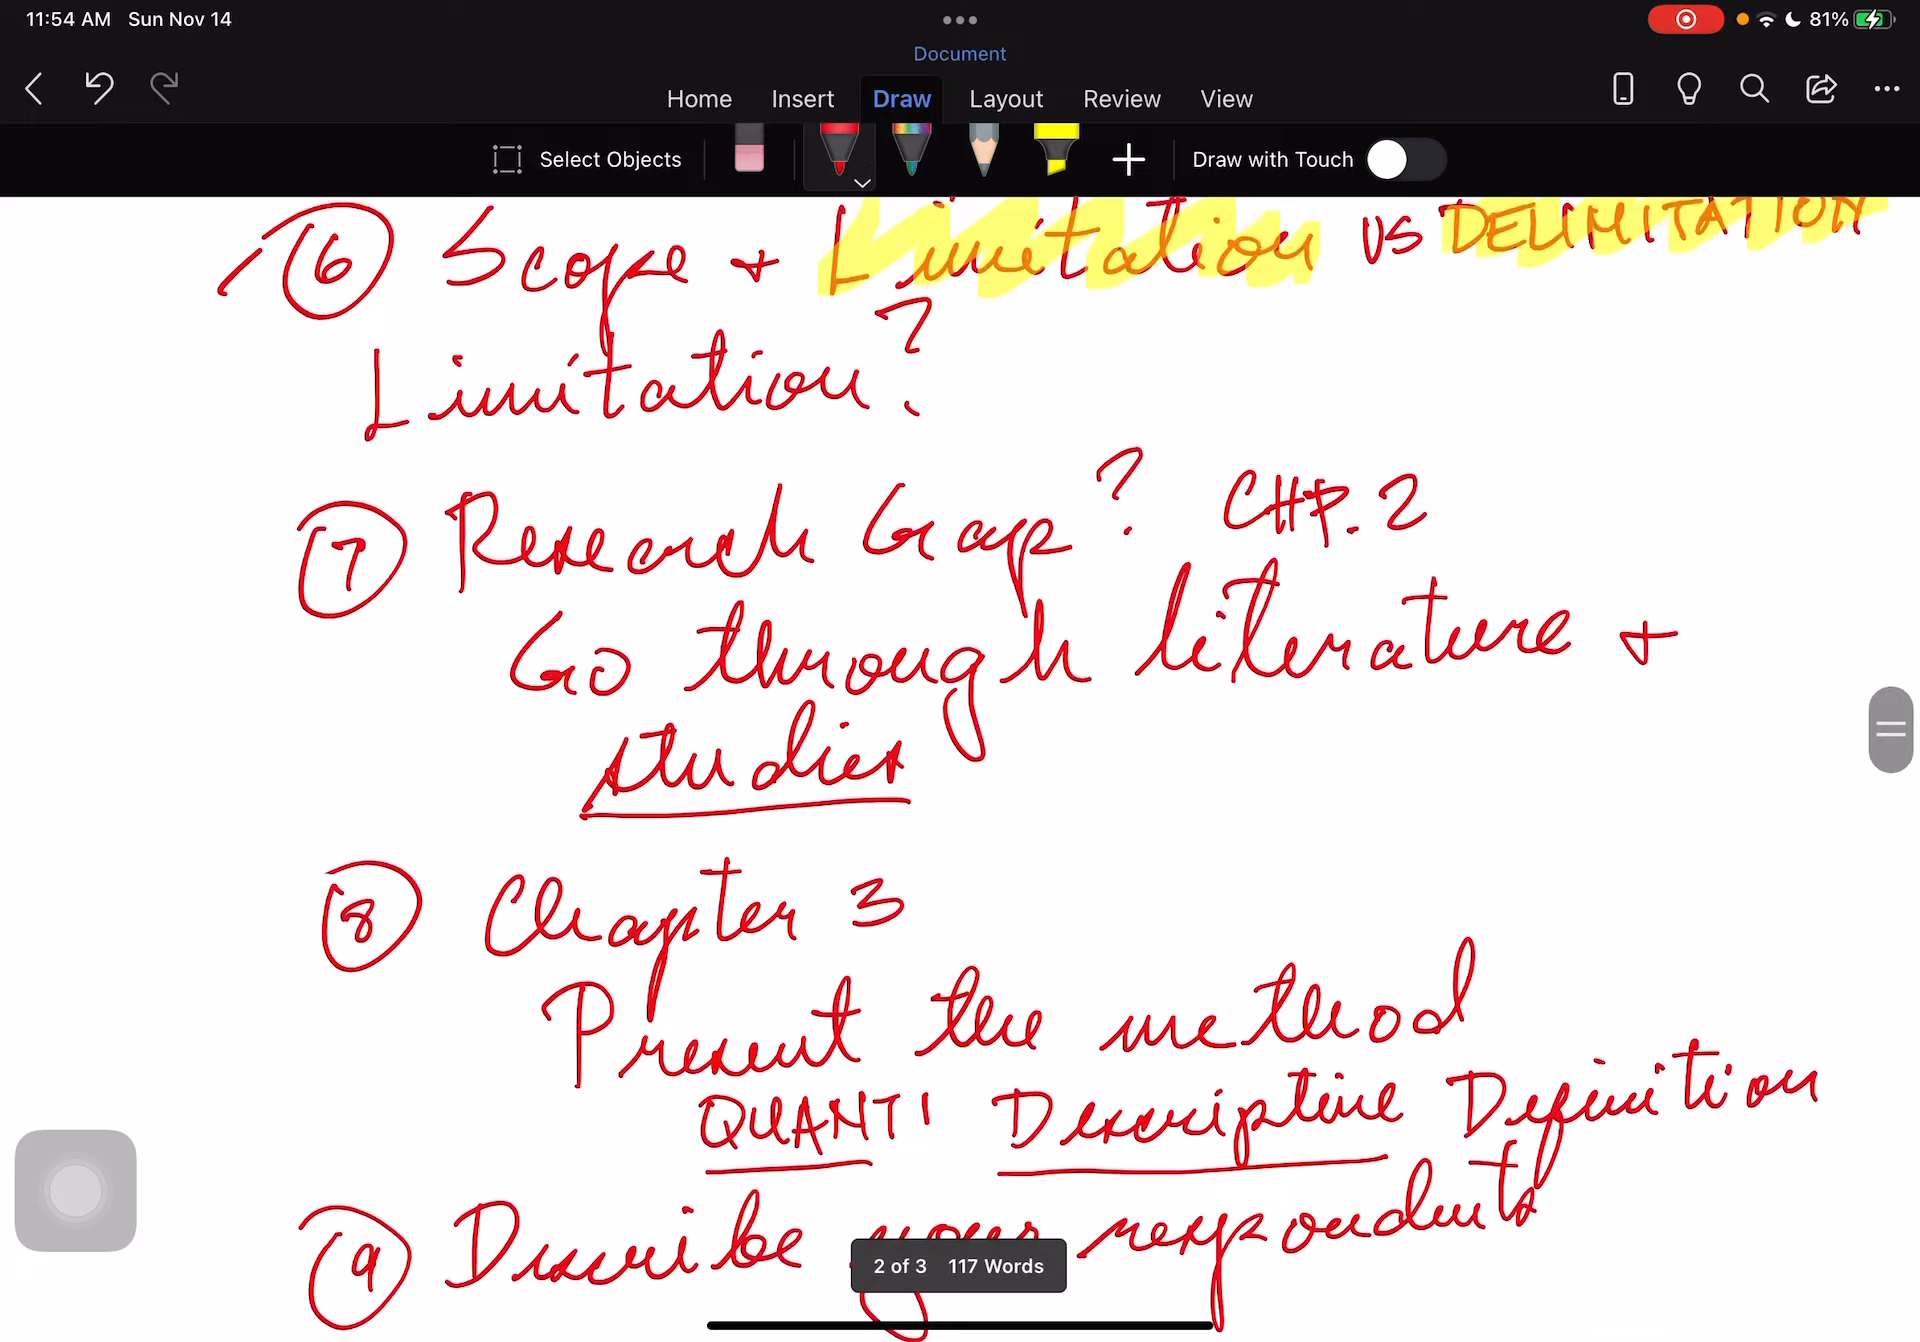 11:54 AM Sun Nov 14
81%
Document
Home Insert Draw Layout Review View
Select Objects
Draw with Touch
6 Scope + Limitation VS DELIMITATION
Limitation?
7 Research Gap? CHP. 2
Go through literature +
studies
8 Chapter 3
Present the method
QUANTI Descriptive Definition
9 Describe your respondents
2 of 3 117 Words